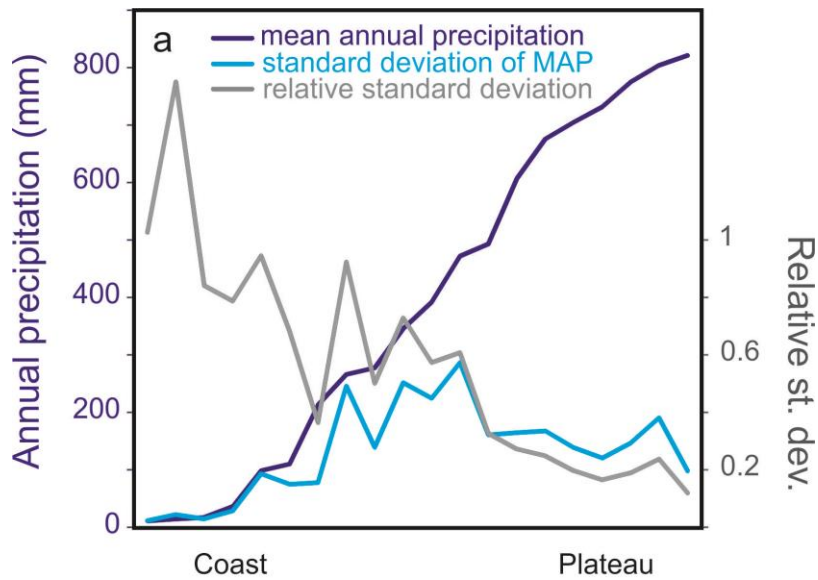 a
mean annual precipitation
standard deviation of MAP
relative standard deviation
Annual precipitation (mm)
800
600
400
200
0
1
0.6
0.2
Relative st. dev.
Coast
Plateau